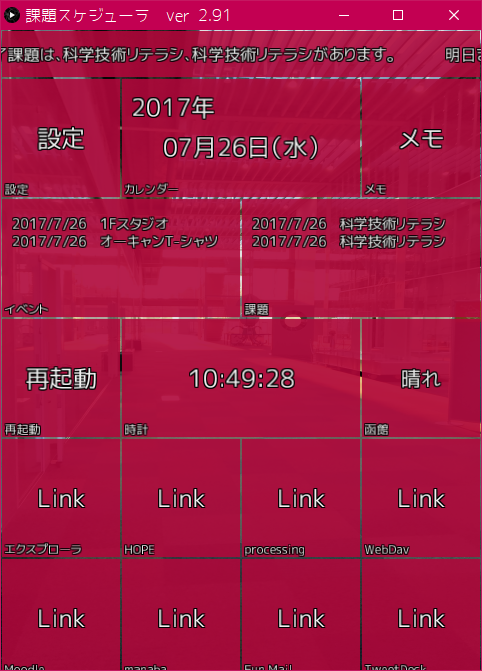 課題スケジューラ ver 2.91
課題は、科学技術リテラシ、科学技術リテラシがあります。 明日
設定
2017年
07月26日(水)
メモ
設定
カレンダー
メモ
2017/7/26 1Fスタジオ
2017/7/26 オーキャンT-シャツ
イベント
2017/7/26 科学技術リテラシ
2017/7/26 科学技術リテラシ
課題
再起動
10:49:28
晴れ
再起動
時計
函館
Link
Link
Link
Link
エクスプローラ
HOPE
processing
WebDav
Link
Link
Link
Link
Moodle
manaba
Fun Mail
TweetDeck